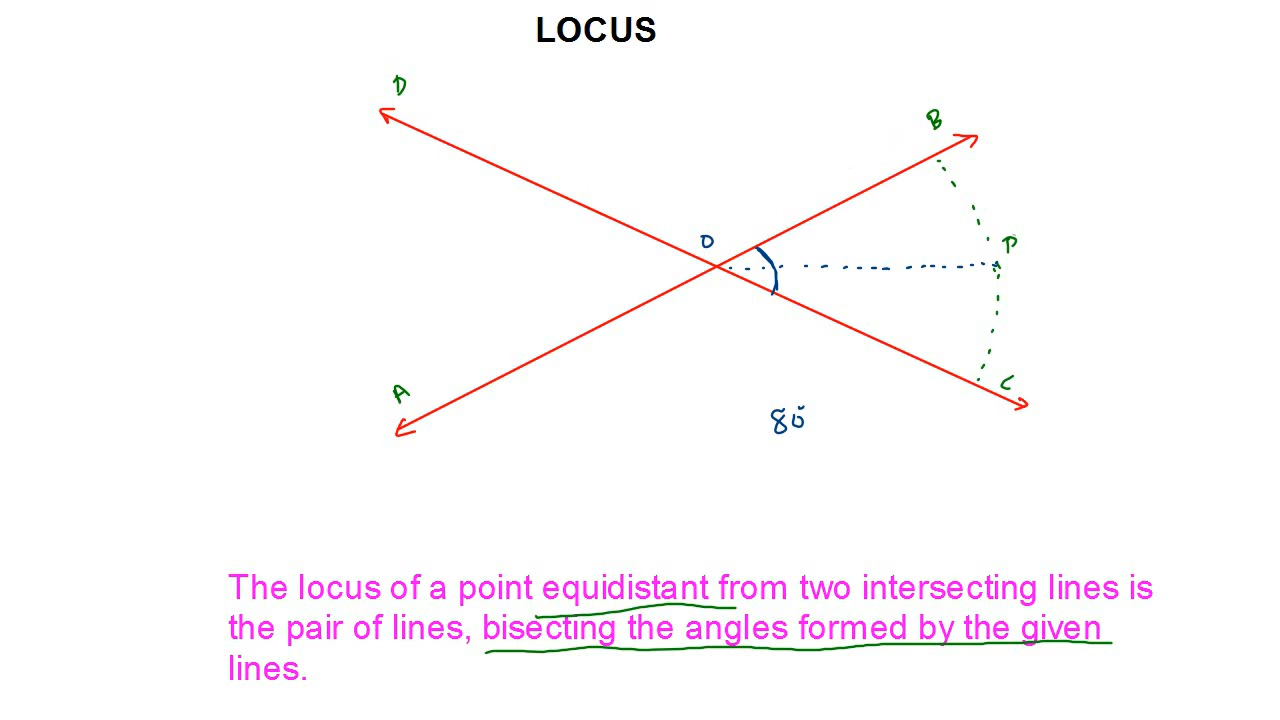 LOCUS
D
B
O
P
A
C
80°
The locus of a point equidistant from two intersecting lines is
the pair of lines, bisecting the angles formed by the given
lines.